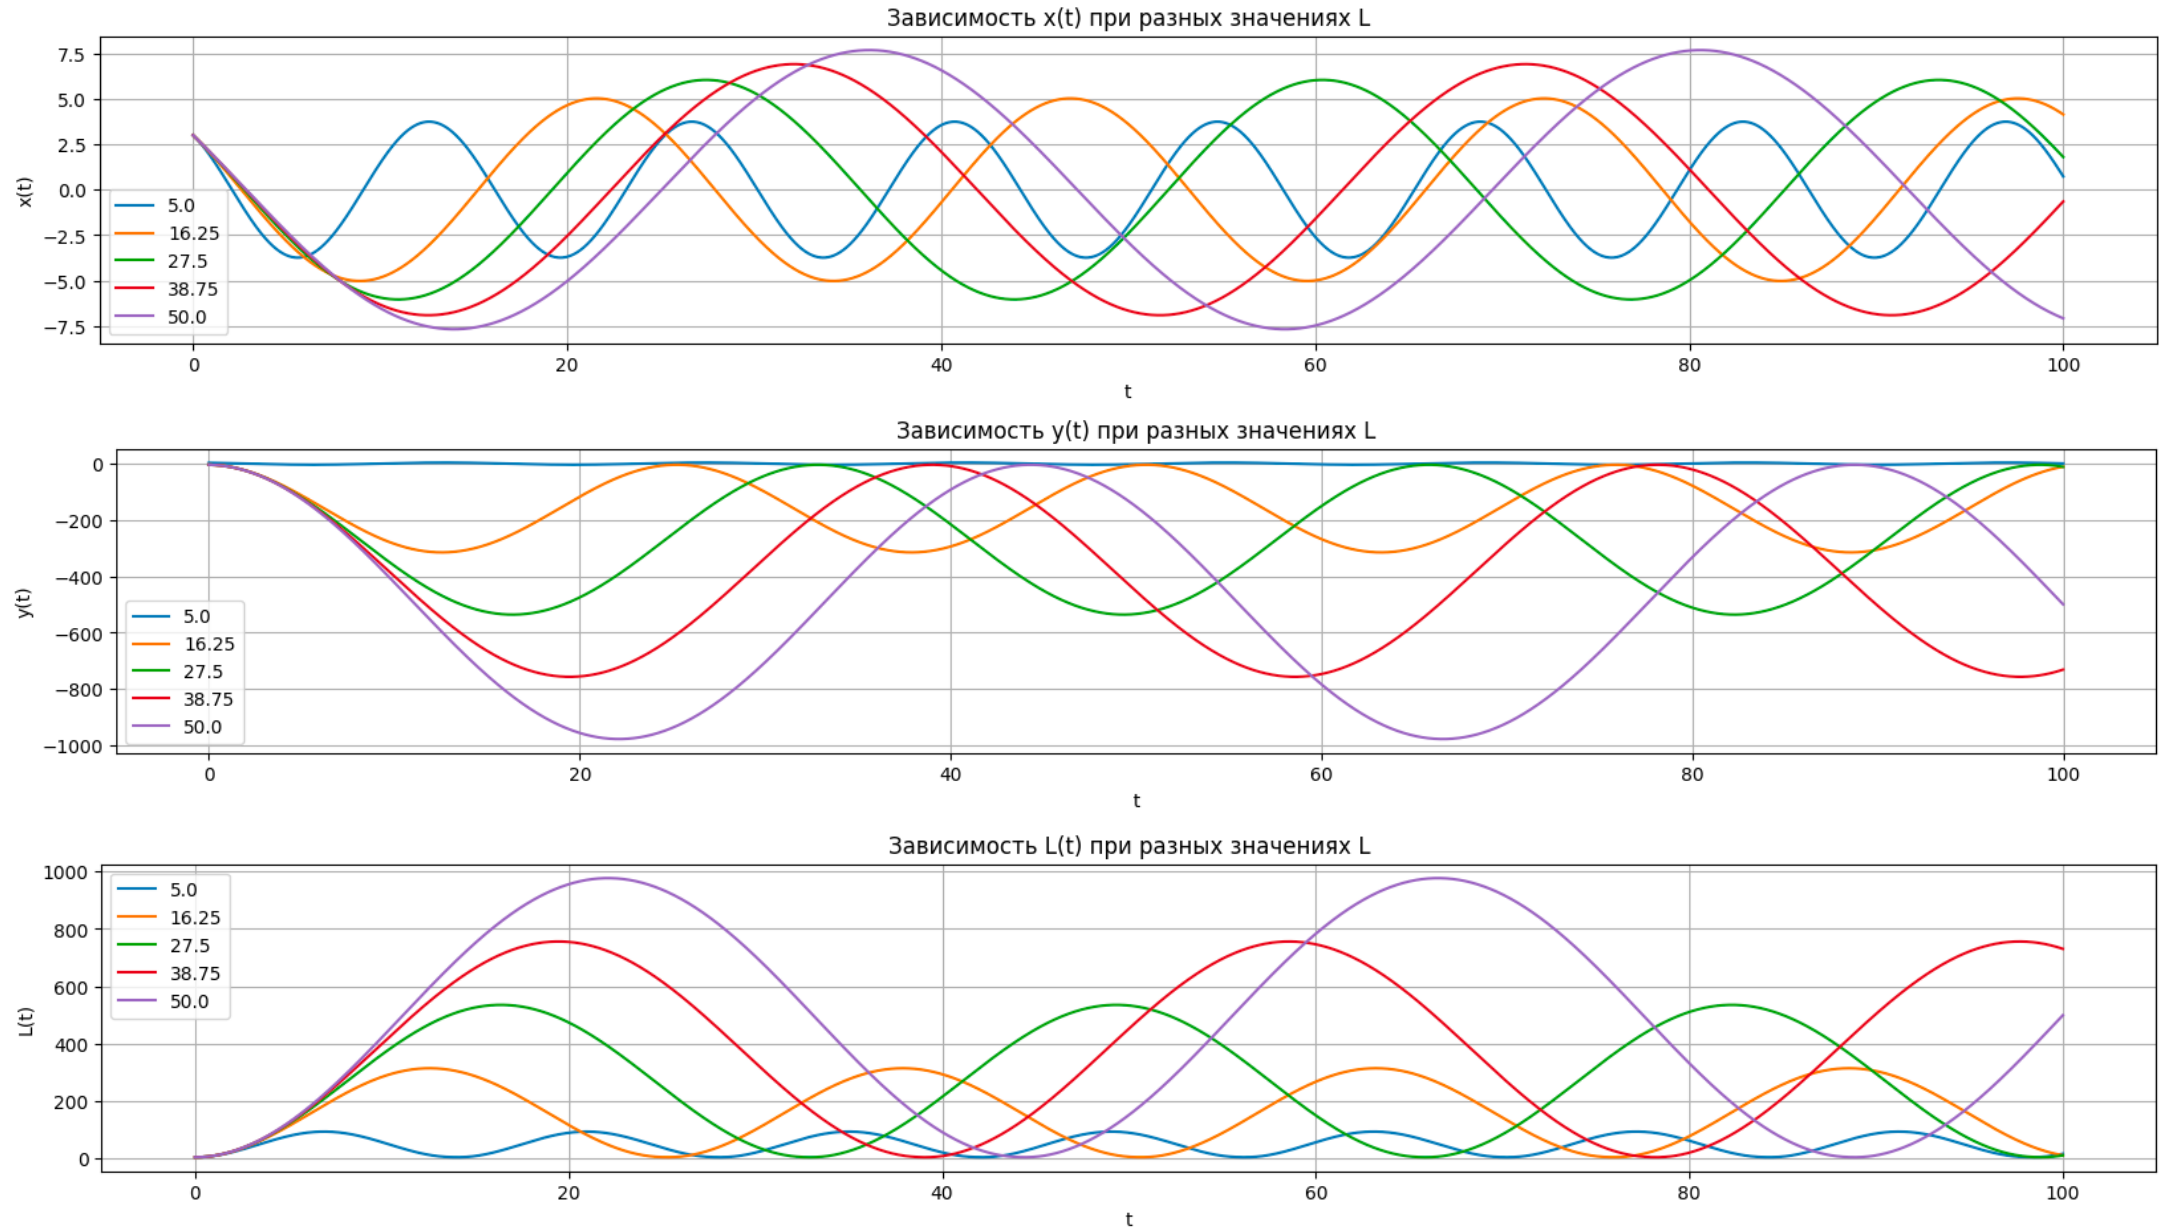 Зависимость x(t) при разных значениях L
7.5
5.0
2.5
0.0
−2.5
−5.0
−7.5
x(t)
5.0
16.25
27.5
38.75
50.0
0 20 40 60 80 100
t
Зависимость y(t) при разных значениях L
0
−200
−400
−600
−800
−1000
y(t)
5.0
16.25
27.5
38.75
50.0
0 20 40 60 80 100
t
Зависимость L(t) при разных значениях L
1000
800
600
400
200
0
L(t)
5.0
16.25
27.5
38.75
50.0
0 20 40 60 80 100
t